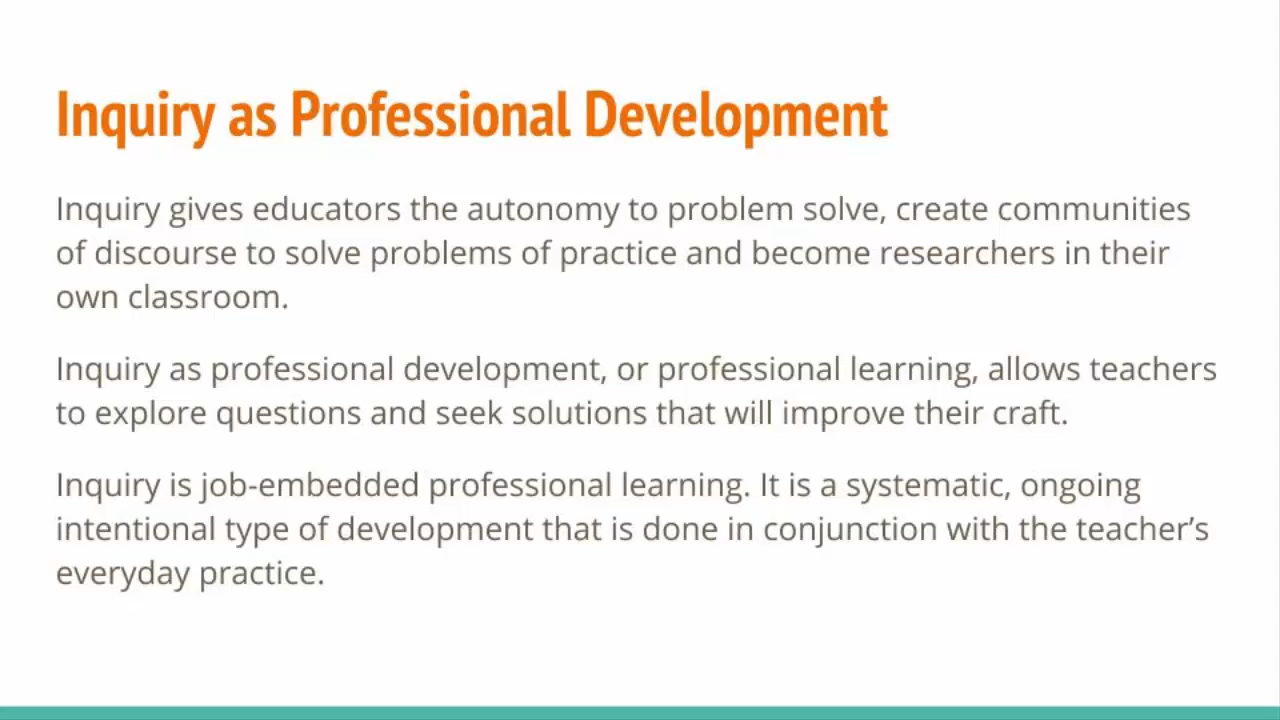 Inquiry as Professional Development
Inquiry gives educators the autonomy to problem solve, create communities
of discourse to solve problems of practice and become researchers in their
own classroom.
Inquiry as professional development, or professional learning, allows teachers
to explore questions and seek solutions that will improve their craft.
Inquiry is job-embedded professional learning. It is a systematic, ongoing
intentional type of development that is done in conjunction with the teacher’s
everyday practice.